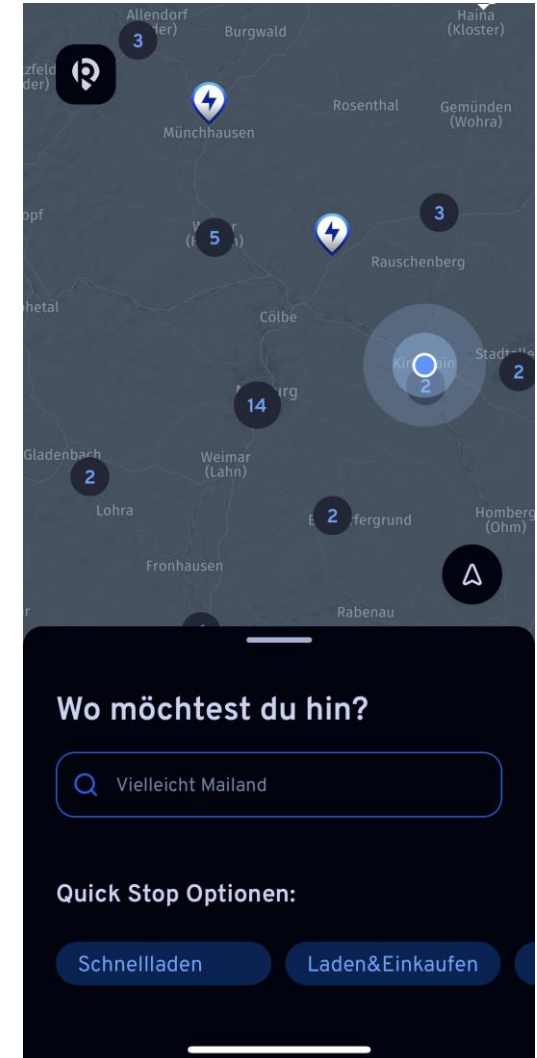 Allendorf
Haina
(Kloster)
3
Burgwald
Rosenthal
Gemünden
(Wohra)
Münchhausen
3
5
Rauschenberg
Cölbe
2
2
14
Gladenbach
Weimar
(Lahn)
2
Lohra
2
Homberg
(Ohm)
Fronhausen
Rabenau
Wo möchtest du hin?
Vielleicht Mailand
Quick Stop Optionen:
Schnellladen
Laden&Einkaufen